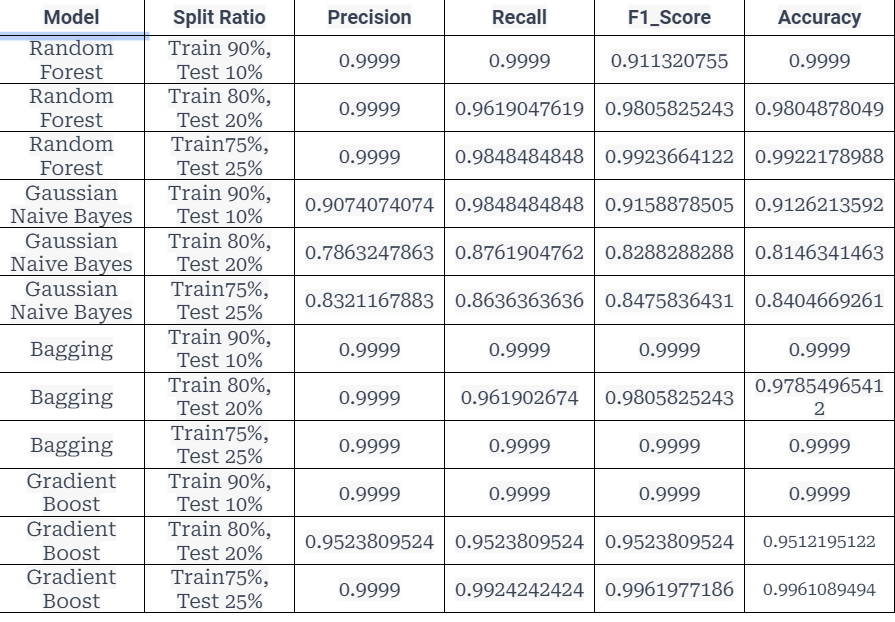 Model Split Ratio Precision Recall F1_Score Accuracy
Random Forest Train 90%, Test 10% 0.9999 0.9999 0.911320755 0.9999
Random Forest Train 80%, Test 20% 0.9999 0.9619047619 0.9805825243 0.9804878049
Random Forest Train75%, Test 25% 0.9999 0.9848484848 0.9923664122 0.9922178988
Gaussian Naive Bayes Train 90%, Test 10% 0.9074074074 0.9848484848 0.9158878505 0.9126213592
Gaussian Naive Bayes Train 80%, Test 20% 0.7863247863 0.8761904762 0.8288288288 0.8146341463
Gaussian Naive Bayes Train75%, Test 25% 0.8321167883 0.8636363636 0.8475836431 0.8404669261
Bagging Train 90%, Test 10% 0.9999 0.9999 0.9999 0.9999
Bagging Train 80%, Test 20% 0.9999 0.961902674 0.9805825243 0.97854965412
Bagging Train75%, Test 25% 0.9999 0.9999 0.9999 0.9999
Gradient Boost Train 90%, Test 10% 0.9999 0.9999 0.9999 0.9999
Gradient Boost Train 80%, Test 20% 0.9523809524 0.9523809524 0.9523809524 0.9512195122
Gradient Boost Train75%, Test 25% 0.9999 0.9924242424 0.9961977186 0.9961089494